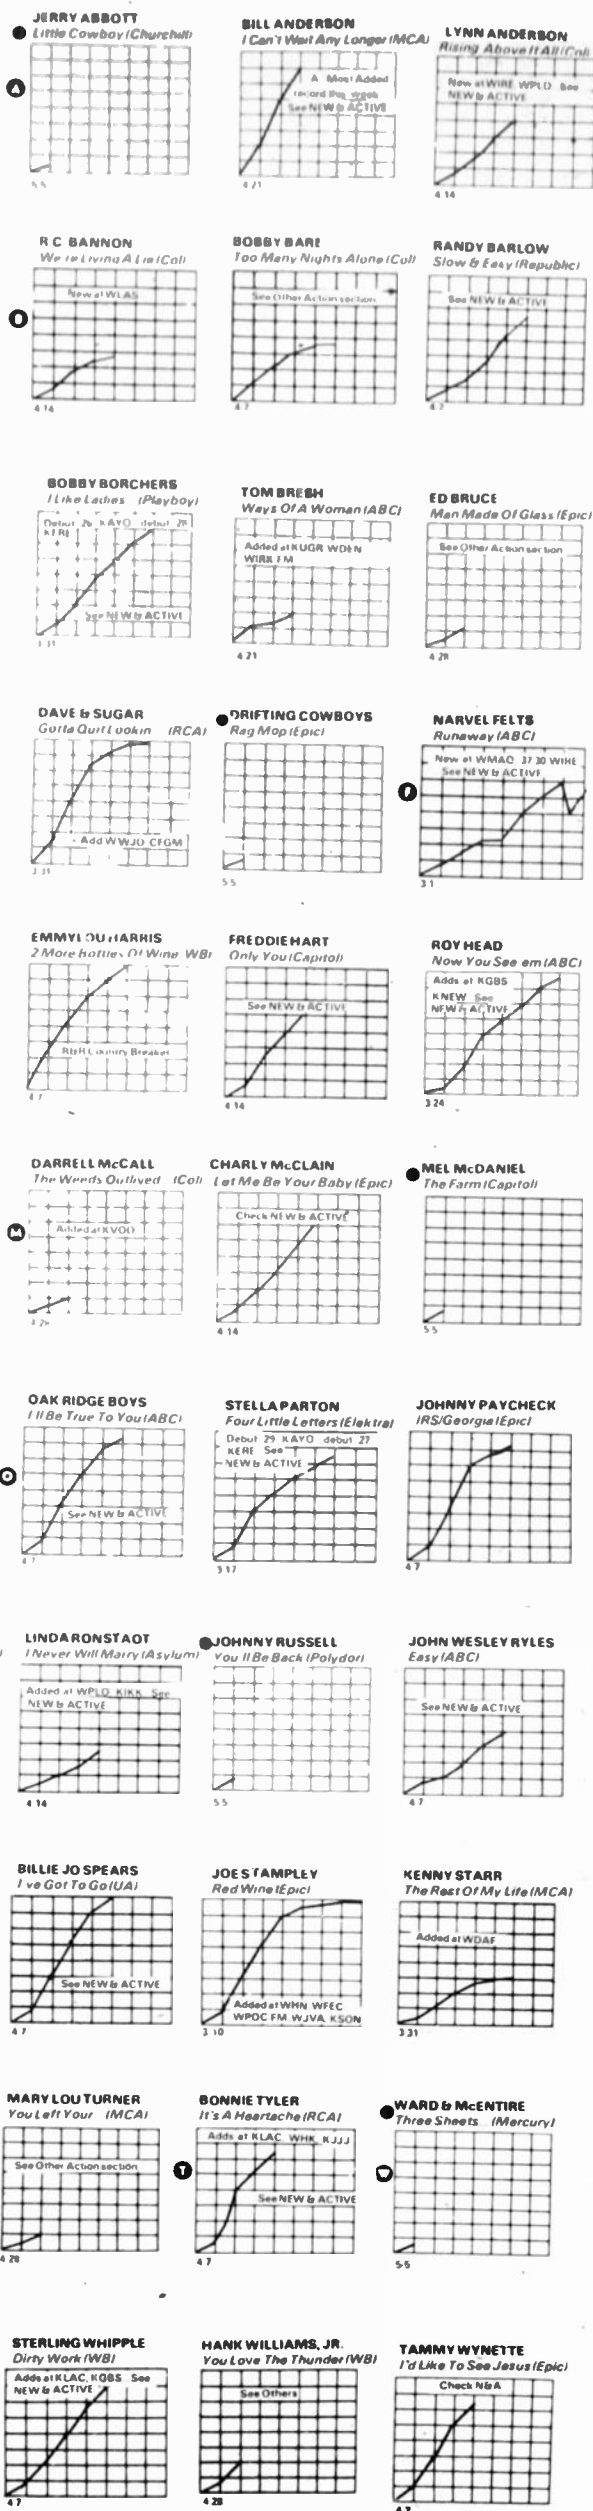 JERRY ABBOTT
Little Cowboy (Churchill)
A
5 5
BILL ANDERSON
I Can't Wait Any Longer (MCA)
A Most Added
record this week
See NEW & ACTIVE
4 21
LYNN ANDERSON
Rising Above It All (Col)
Now at WIRE WPLO See
NEW & ACTIVE
4 14
R C BANNON
We're Living A Lie (Col)
Now at WLAS
B
4 14
BOBBY BARE
Too Many Nights Alone (Col)
See Other Action section
4 7
RANDY BARLOW
Slow & Easy (Republic)
See NEW & ACTIVE
4 7
BOBBY BORCHERS
I Like Ladies (Playboy)
Debut 26 KAYO debut 28
KERE
See NEW & ACTIVE
3 31
TOM BRESH
Ways Of A Woman (ABC)
Added at KUGR WDEN
WIRK FM
4 21
ED BRUCE
Man Made Of Glass (Epic)
See Other Action section
4 28
DAVE & SUGAR
Gotta Quit Lookin (RCA)
Add WWJO CFGM
3 31
DRIFTING COWBOYS
Rag Mop (Epic)
5 5
NARVEL FELTS
Runaway (ABC)
Now at WMAQ 37 30 WIRE
See NEW & ACTIVE
F
3 1
EMMYLOU HARRIS
2 More Bottles Of Wine WB)
R&R Country Breaker
4 7
FREDDIE HART
Only You (Capitol)
See NEW & ACTIVE
4 14
ROY HEAD
Now You See em (ABC)
Adds at KGBS
KNEW See
NEW & ACTIVE
3 24
DARRELL McCALL
The Weeds Outlived (Col)
Added at KVOO
M
CHARLY McCLAIN
Let Me Be Your Baby (Epic)
Check NEW & ACTIVE
4 14
MEL McDANIEL
The Farm (Capitol)
5 5
OAK RIDGE BOYS
I ll Be True To You (ABC)
See NEW & ACTIVE
O
4 7
STELLA PARTON
Four Little Letters (Elektra)
Debut 29 KAYO debut 27
KERE See
NEW & ACTIVE
3 17
JOHNNY PAYCHECK
IRS/Georgia (Epic)
4 7
LINDA RONSTAOT
I Never Will Marry (Asylum)
Added at WPLO KIKK See
NEW & ACTIVE
4 14
JOHNNY RUSSELL
You ll Be Back (Polydor)
5 5
JOHN WESLEY RYLES
Easy (ABC)
See NEW & ACTIVE
4 7
BILLIE JO SPEARS
I ve Got To Go (UA)
See NEW & ACTIVE
4 7
JOE STAMPLEY
Red Wine (Epic)
Added at WHN WFEC
WPOC FM WJVA KSON
3 10
KENNY STARR
The Rest Of My Life (MCA)
Added at WDAF
3 31
MARY LOU TURNER
You Left Your (MCA)
See Other Action section
4 28
BONNIE TYLER
It's A Heartache (RCA)
Adds at KLAC WHK KJJJ
See NEW & ACTIVE
T
4 7
WARD & McENTIRE
Three Sheets (Mercury)
W
5 5
STERLING WHIPPLE
Dirty Work (WB)
Adds at KLAC, KGBS See
NEW & ACTIVE
4 7
HANK WILLIAMS, JR.
You Love The Thunder (WB)
See Others
4 28
TAMMY WYNETTE
I'd Like To See Jesus (Epic)
Check N&A
4 7